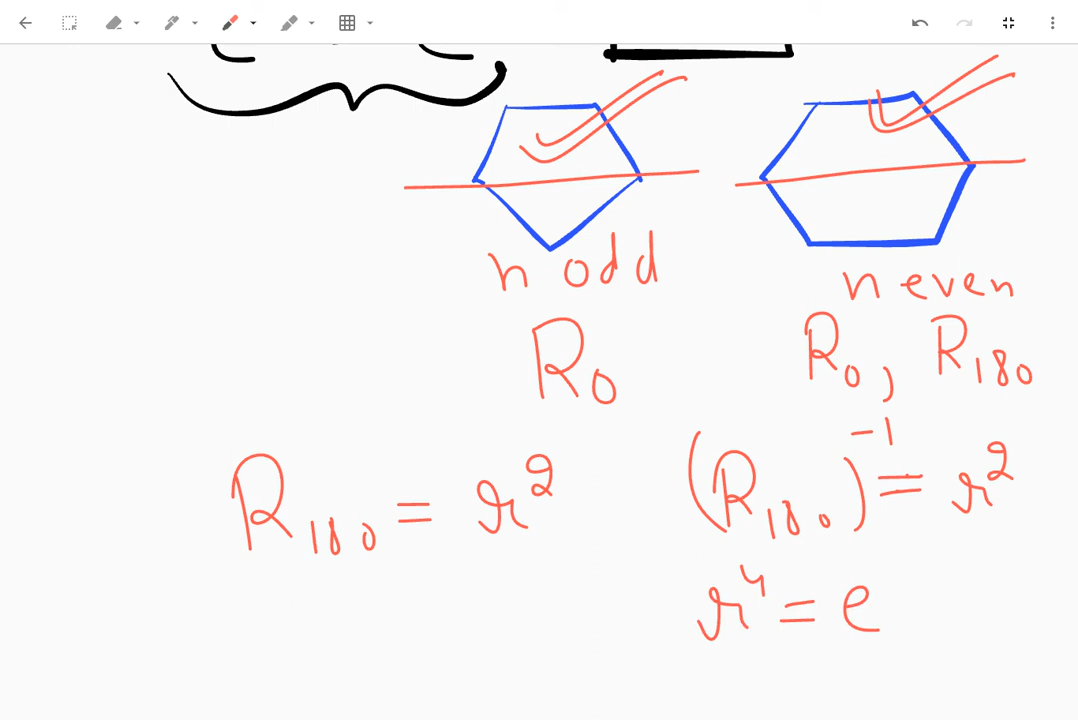 n odd
n even
R₀
R₀, R₁₈₀
R₁₈₀ = r²
(R₁₈₀)⁻¹ = r²
r⁴ = e